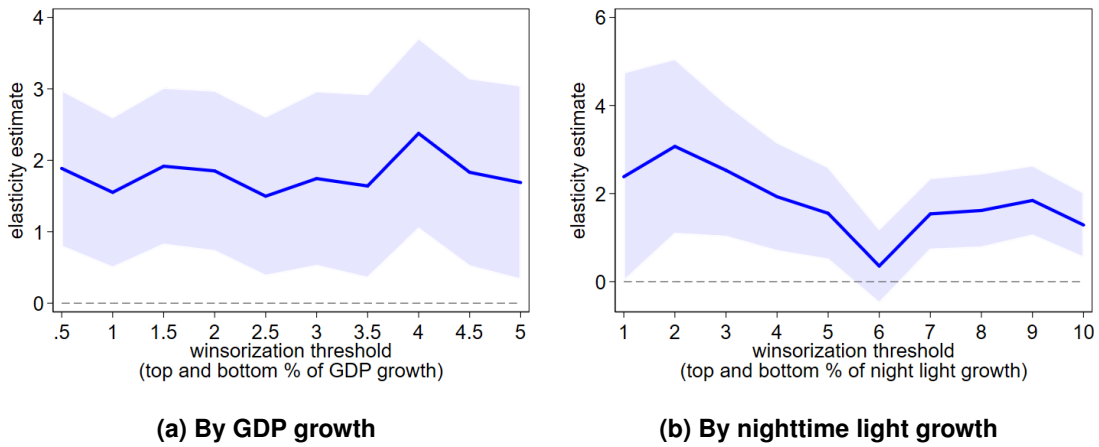 elasticity estimate
4
3
2
1
0
.5 1 1.5 2 2.5 3 3.5 4 4.5 5
winsorization threshold
(top and bottom % of GDP growth)
(a) By GDP growth
elasticity estimate
6
4
2
0
1 2 3 4 5 6 7 8 9 10
winsorization threshold
(top and bottom % of night light growth)
(b) By nighttime light growth